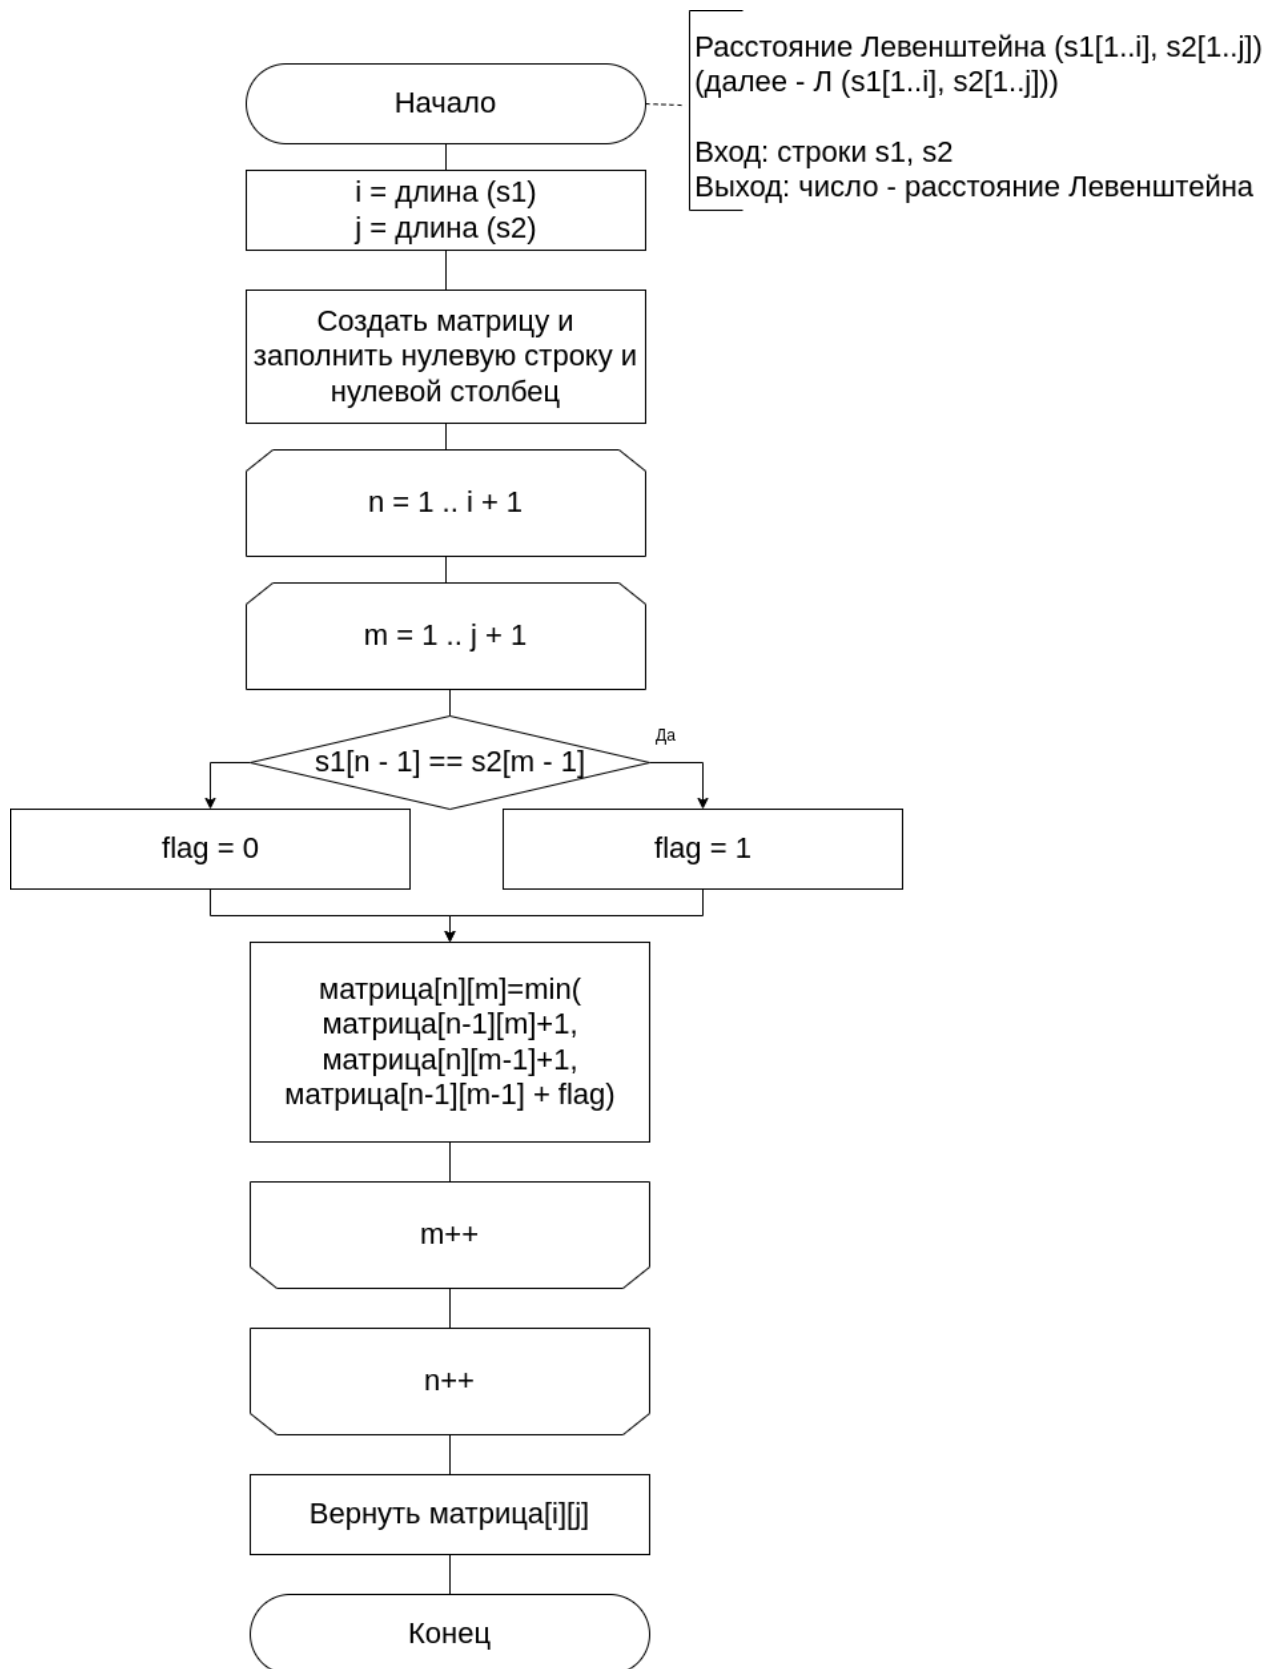 Расстояние Левенштейна (s1[1..i], s2[1..j])
(далее - Л (s1[1..i], s2[1..j]))
Вход: строки s1, s2
Выход: число - расстояние Левенштейна
Начало
i = длина (s1)
j = длина (s2)
Создать матрицу и
заполнить нулевую строку и
нулевой столбец
n = 1 .. i + 1
m = 1 .. j + 1
Да
s1[n - 1] == s2[m - 1]
flag = 0
flag = 1
матрица[n][m]=min(
матрица[n-1][m]+1,
матрица[n][m-1]+1,
матрица[n-1][m-1] + flag)
m++
n++
Вернуть матрица[i][j]
Конец